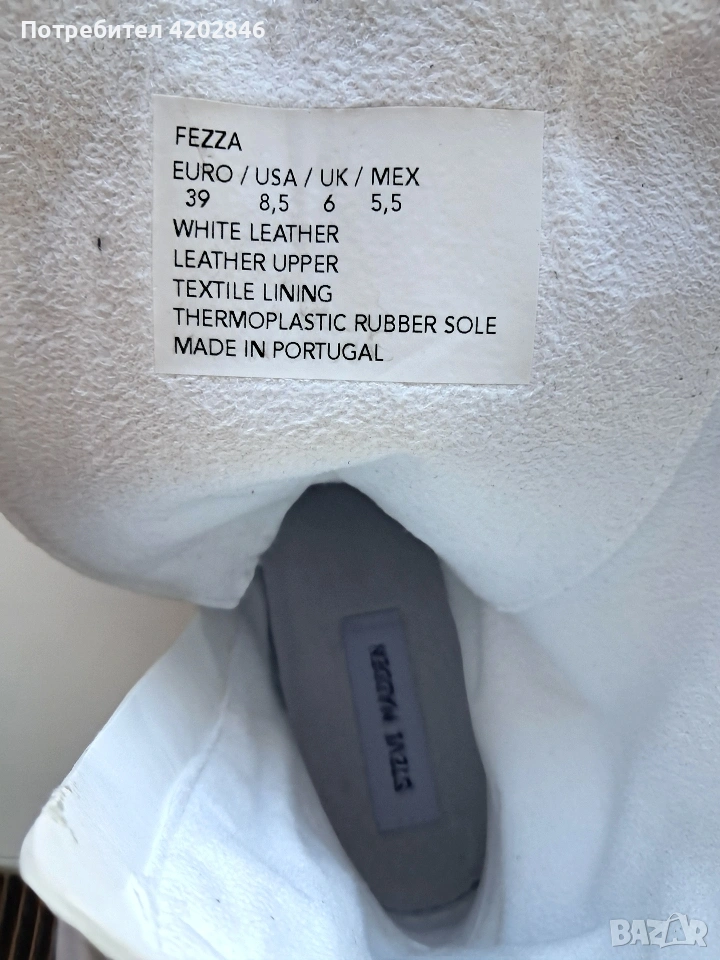 Потребител 4202846
FEZZA
EURO / USA / UK / MEX
39 8,5 6 5,5
WHITE LEATHER
LEATHER UPPER
TEXTILE LINING
THERMOPLASTIC RUBBER SOLE
MADE IN PORTUGAL
STEVE MADDEN
BAZAR